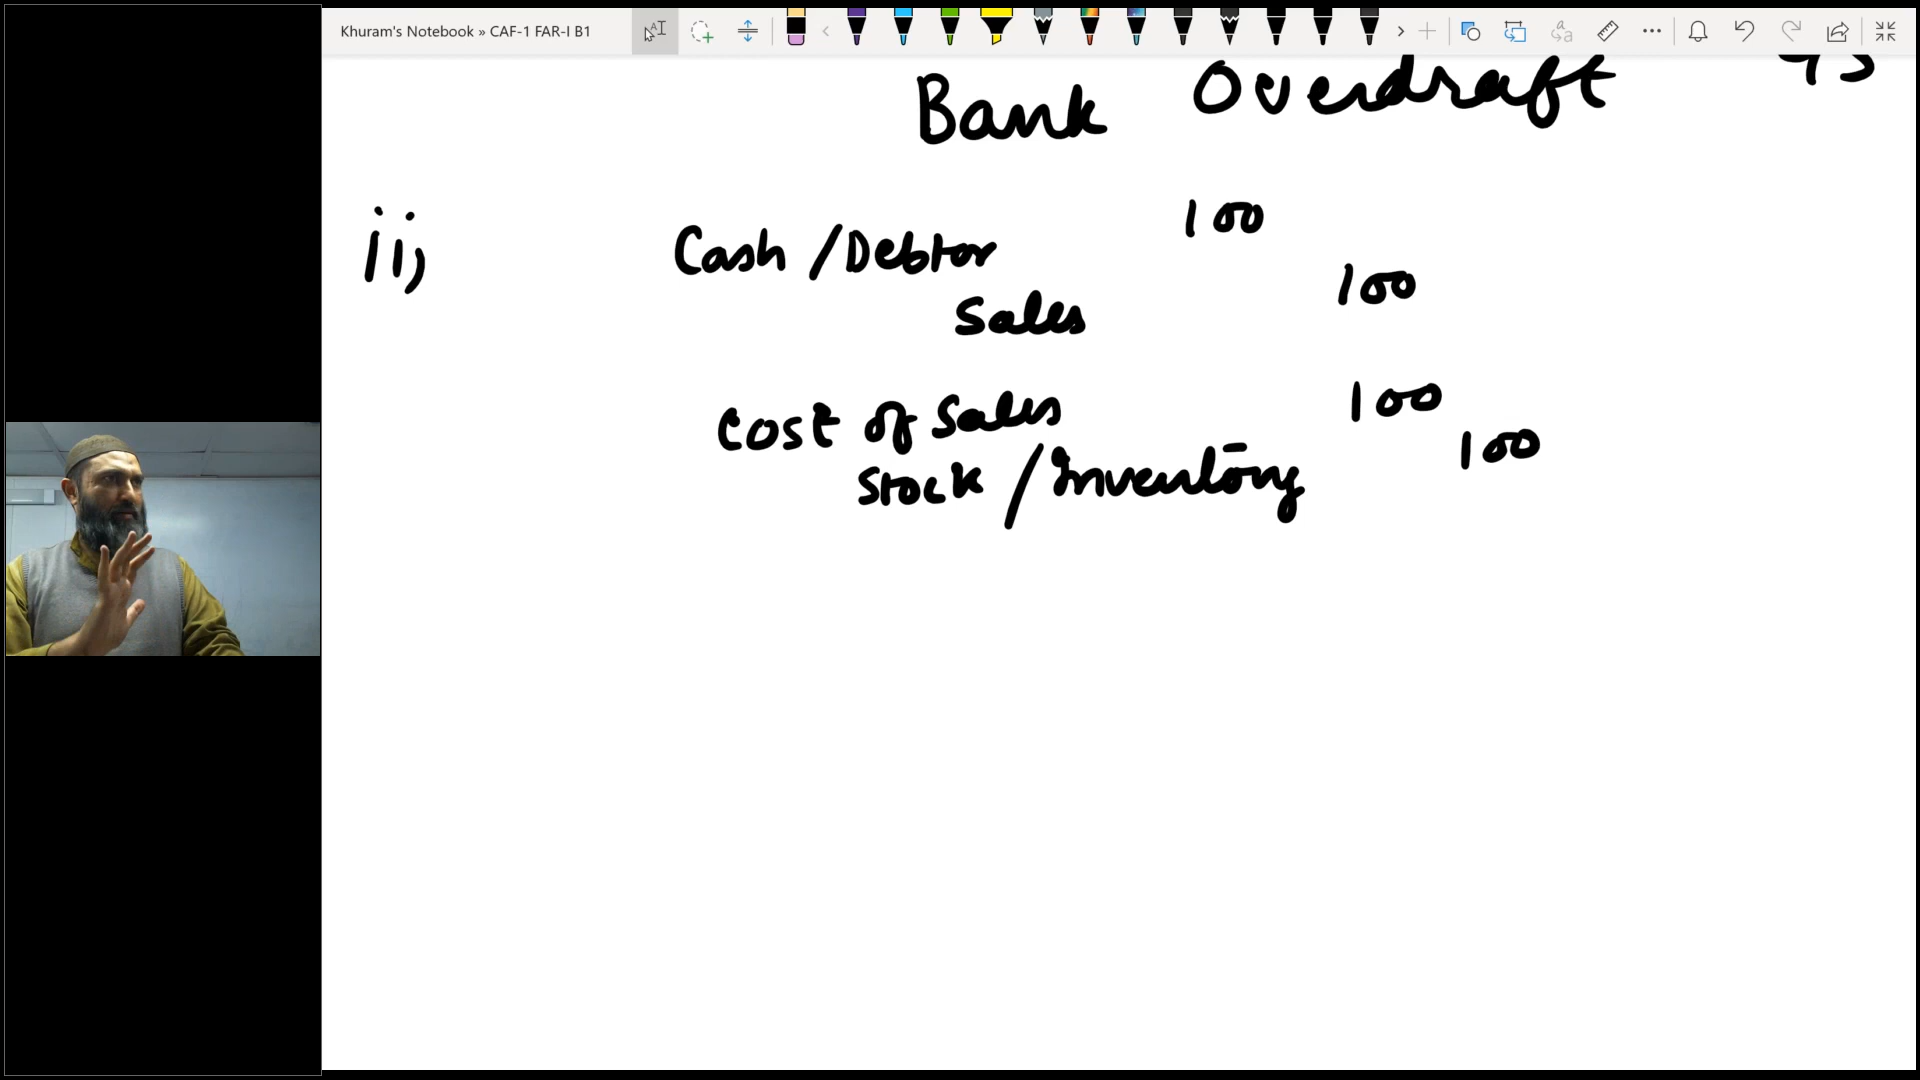 Khuram's Notebook » CAF-1 FAR-I B1
Bank Overdraft
ii, Cash / Debtor 100
Sales 100
Cost of Sales 100
Stock / Inventory 100